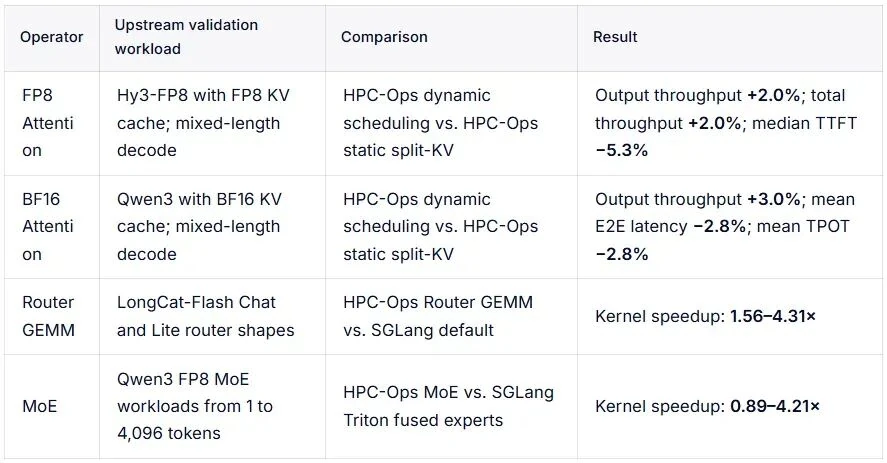 Operator
Upstream validation
workload
Comparison
Result
FP8
Attenti
on
Hy3-FP8 with FP8 KV
cache; mixed-length
decode
HPC-Ops dynamic
scheduling vs. HPC-Ops
static split-KV
Output throughput +2.0%; total
throughput +2.0%; median TTFT
−5.3%
BF16
Attenti
on
Qwen3 with BF16 KV
cache; mixed-length
decode
HPC-Ops dynamic
scheduling vs. HPC-Ops
static split-KV
Output throughput +3.0%; mean
E2E latency −2.8%; mean TPOT
−2.8%
Router
GEMM
LongCat-Flash Chat
and Lite router shapes
HPC-Ops Router GEMM
vs. SGLang default
Kernel speedup: 1.56–4.31×
MoE
Qwen3 FP8 MoE
workloads from 1 to
4,096 tokens
HPC-Ops MoE vs. SGLang
Triton fused experts
Kernel speedup: 0.89–4.21×